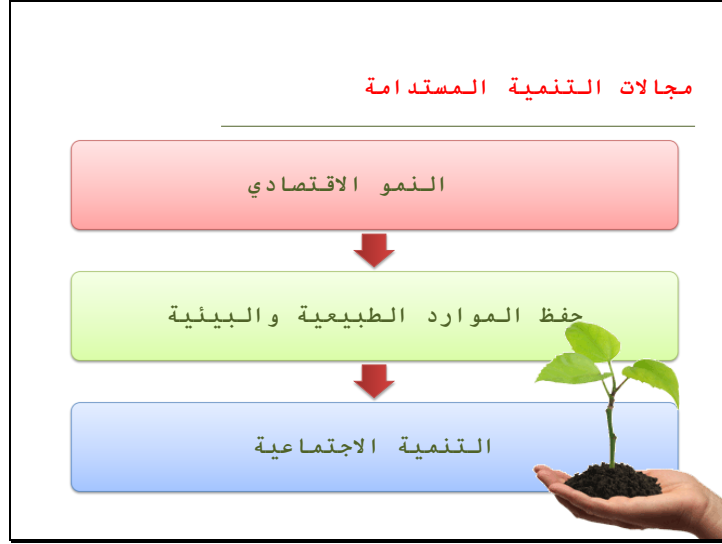 مجالات التنمية المستدامة
النمو الاقتصادي
حفظ الموارد الطبيعية والبيئية
التنمية الاجتماعية